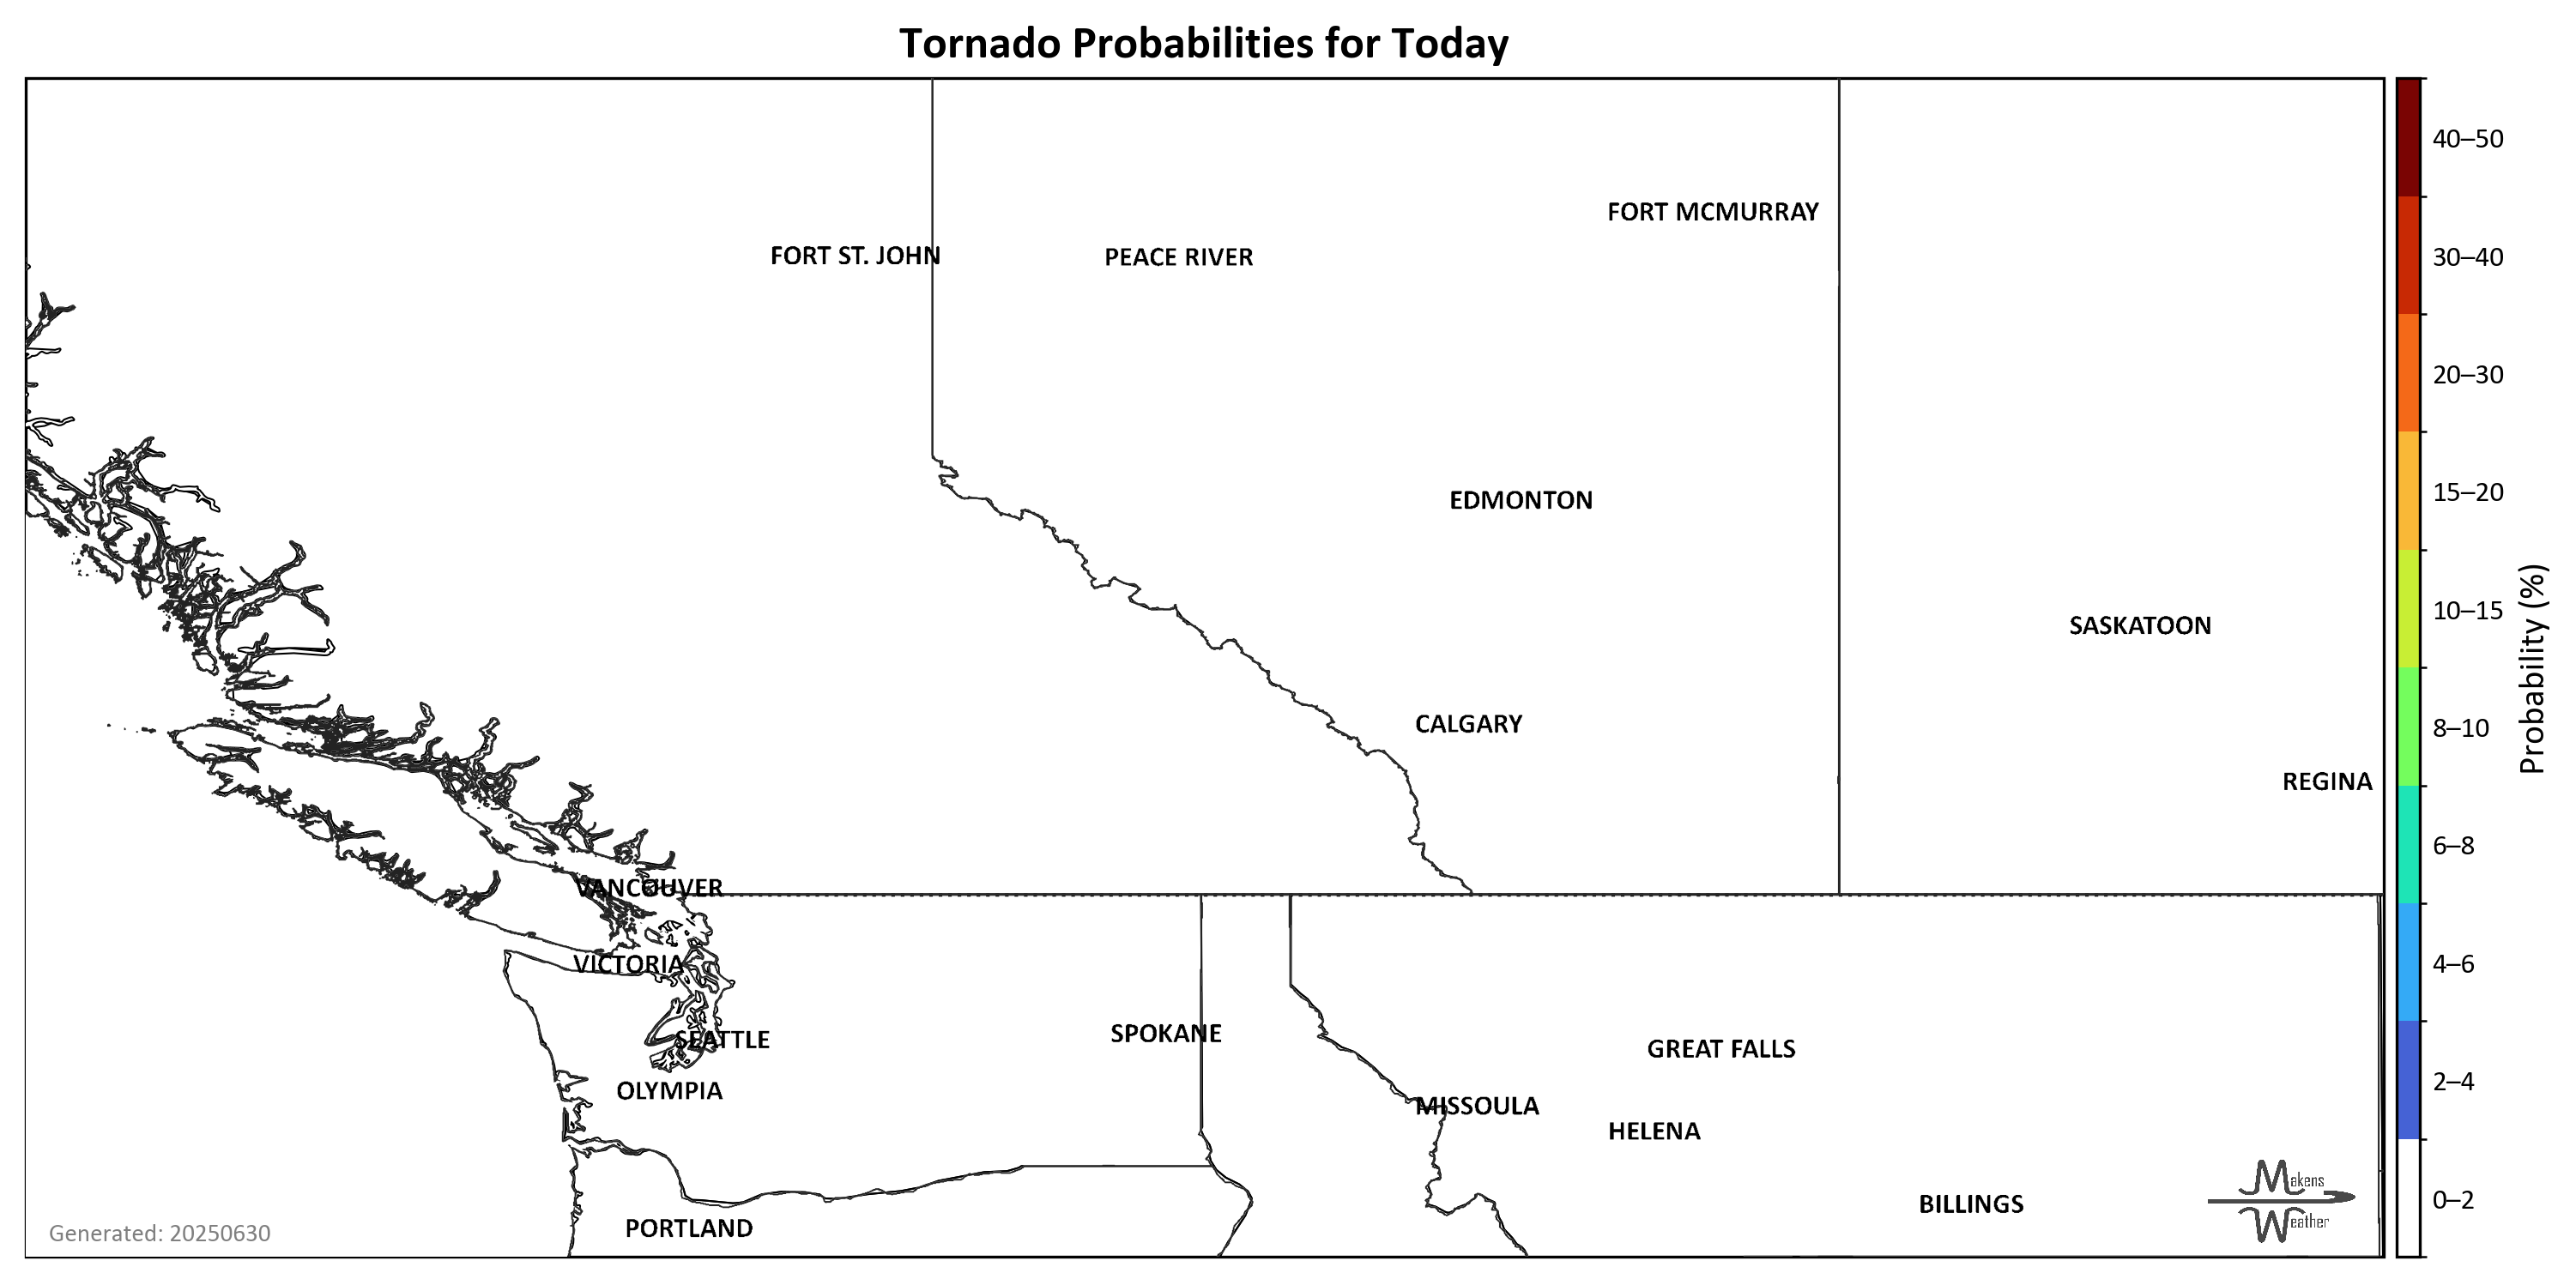 Tornado Probabilities for Today
40–50
FORT MCMURRAY
FORT ST. JOHN
PEACE RIVER
30–40
20–30
EDMONTON
15–20
10–15
SASKATOON
Probability (%)
CALGARY
8–10
REGINA
6–8
VANCOUVER
VICTORIA
4–6
SEATTLE
SPOKANE
GREAT FALLS
OLYMPIA
2–4
MISSOULA
HELENA
Makens
Weather
BILLINGS
0–2
PORTLAND
Generated: 20250630